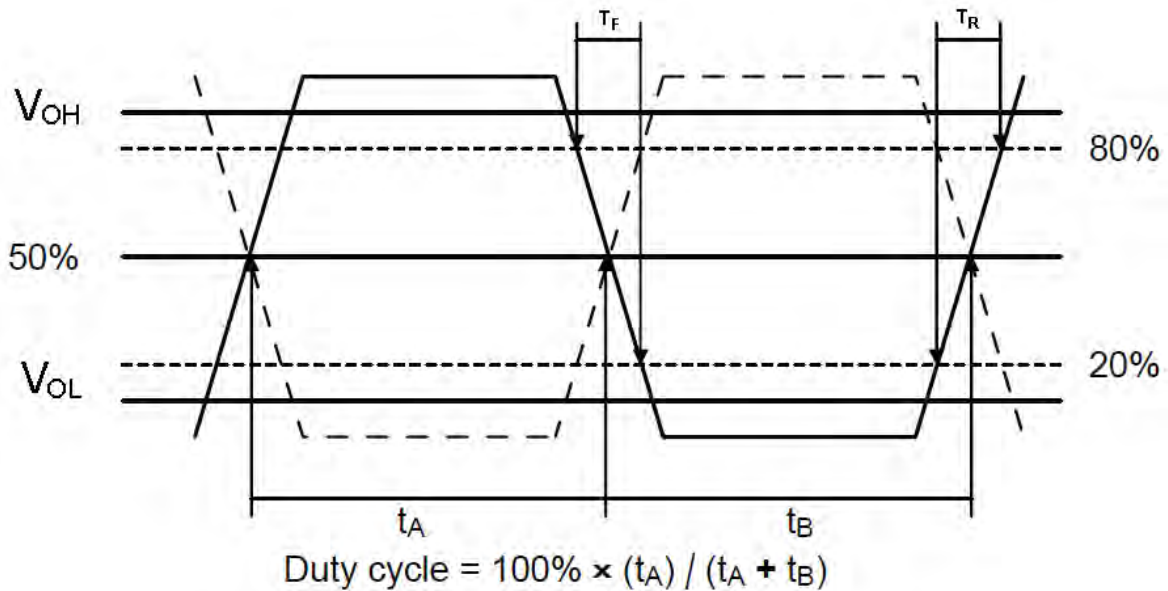 TF
TR
VOH
80%
50%
20%
VOL
tA
tB
Duty cycle = 100% × (tA) / (tA + tB)